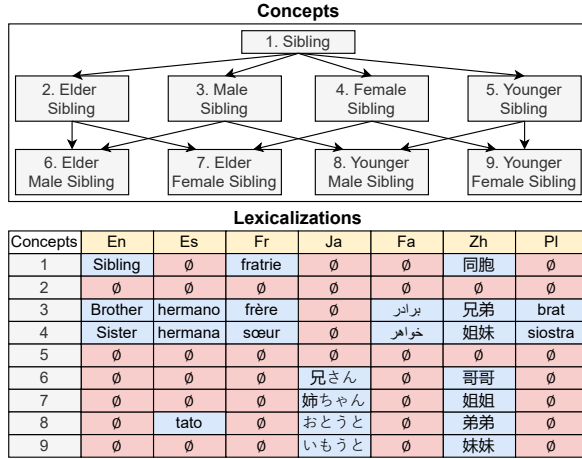 Concepts
1. Sibling
2. Elder Sibling
3. Male Sibling
4. Female Sibling
5. Younger Sibling
6. Elder Male Sibling
7. Elder Female Sibling
8. Younger Male Sibling
9. Younger Female Sibling
Lexicalizations
Concepts En Es Fr Ja Fa Zh Pl
1 Sibling ∅ fratrie ∅ ∅ 同胞 ∅
2 ∅ ∅ ∅ ∅ ∅ ∅ ∅
3 Brother hermano frère ∅ برادر 兄弟 brat
4 Sister hermana sœur ∅ خواهر 姐妹 siostra
5 ∅ ∅ ∅ ∅ ∅ ∅ ∅
6 ∅ ∅ ∅ 兄さん ∅ 哥哥 ∅
7 ∅ ∅ ∅ 姉ちゃん ∅ 姐姐 ∅
8 ∅ tato ∅ おとうと ∅ 弟弟 ∅
9 ∅ ∅ ∅ いもうと ∅ 妹妹 ∅